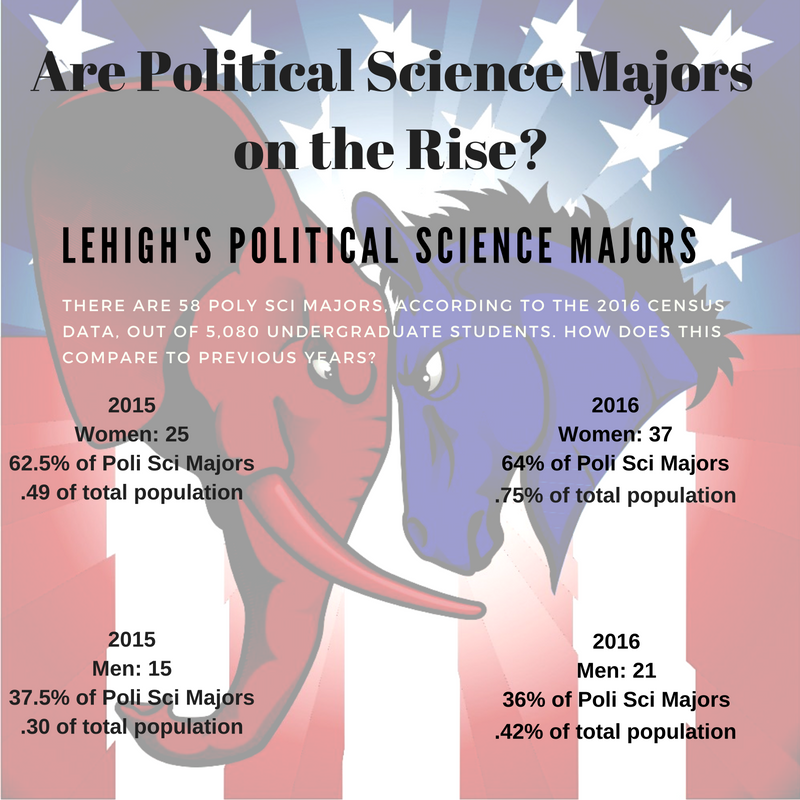 Are Political Science Majors
on the Rise?
LEHIGH'S POLITICAL SCIENCE MAJORS
THERE ARE 58 POLY SCI MAJORS, ACCORDING TO THE 2016 CENSUS
DATA, OUT OF 5,080 UNDERGRADUATE STUDENTS. HOW DOES THIS
COMPARE TO PREVIOUS YEARS?
2015
Women: 25
62.5% of Poli Sci Majors
.49 of total population
2016
Women: 37
64% of Poli Sci Majors
.75% of total population
2015
Men: 15
37.5% of Poli Sci Majors
.30 of total population
2016
Men: 21
36% of Poli Sci Majors
.42% of total population